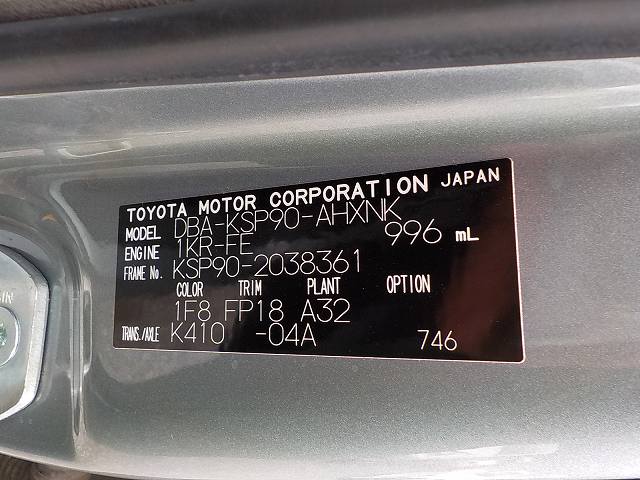 TOYOTA MOTOR CORPORATION JAPAN
MODEL DBA-KSP90-AHXNK
ENGINE 1KR-FE 996 mL
FRAME No. KSP90-2038361
COLOR TRIM PLANT OPTION
1F8 FP18 A32
TRANS./AXLE K410 -04A 746